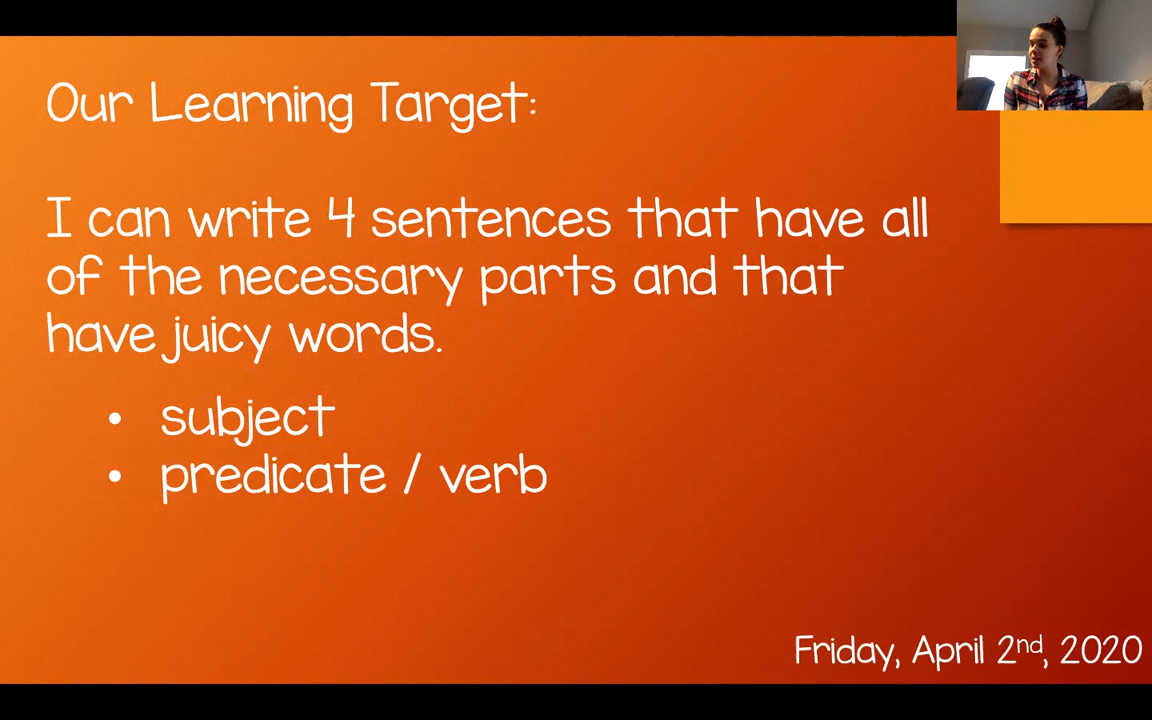 Our Learning Target:
I can write 4 sentences that have all
of the necessary parts and that
have juicy words.
• subject
• predicate / verb
Friday, April 2nd, 2020